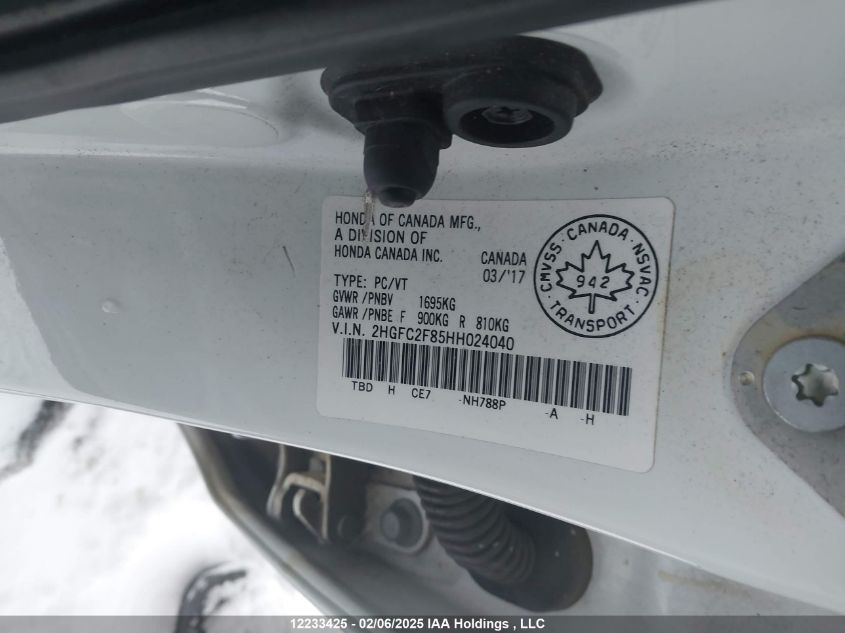 HONDA OF CANADA MFG.,
A DIVISION OF
HONDA CANADA INC.
CANADA
03/'17
TYPE: PC/VT
GVWR /PNBV 1695KG
GAWR /PNBE F 900KG R 810KG
V.I.N. 2HGFC2F85HH024040
TBD H CE7 -NH788P -A -H
CANADA
CMVSS · NSVAC
942
TRANSPORT
12233425 - 02/06/2025 IAA Holdings , LLC